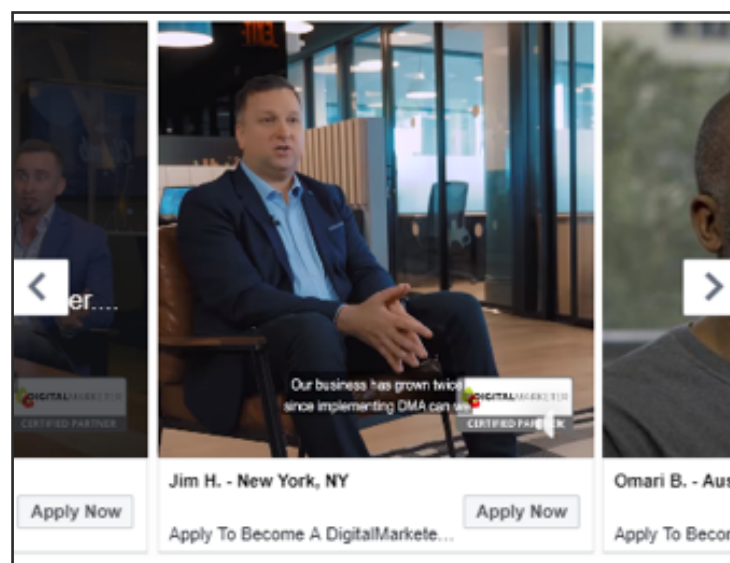 er....
Our business has grown twice
since implementing DMA can we
DIGITALMARKETER
CERTIFIED PARTNER
DIGITALMARKETER
CERTIFIED PARTNER
Jim H. - New York, NY
Apply Now
Apply To Become A DigitalMarkete...
Apply Now
Omari B. - Aus
Apply To Becor